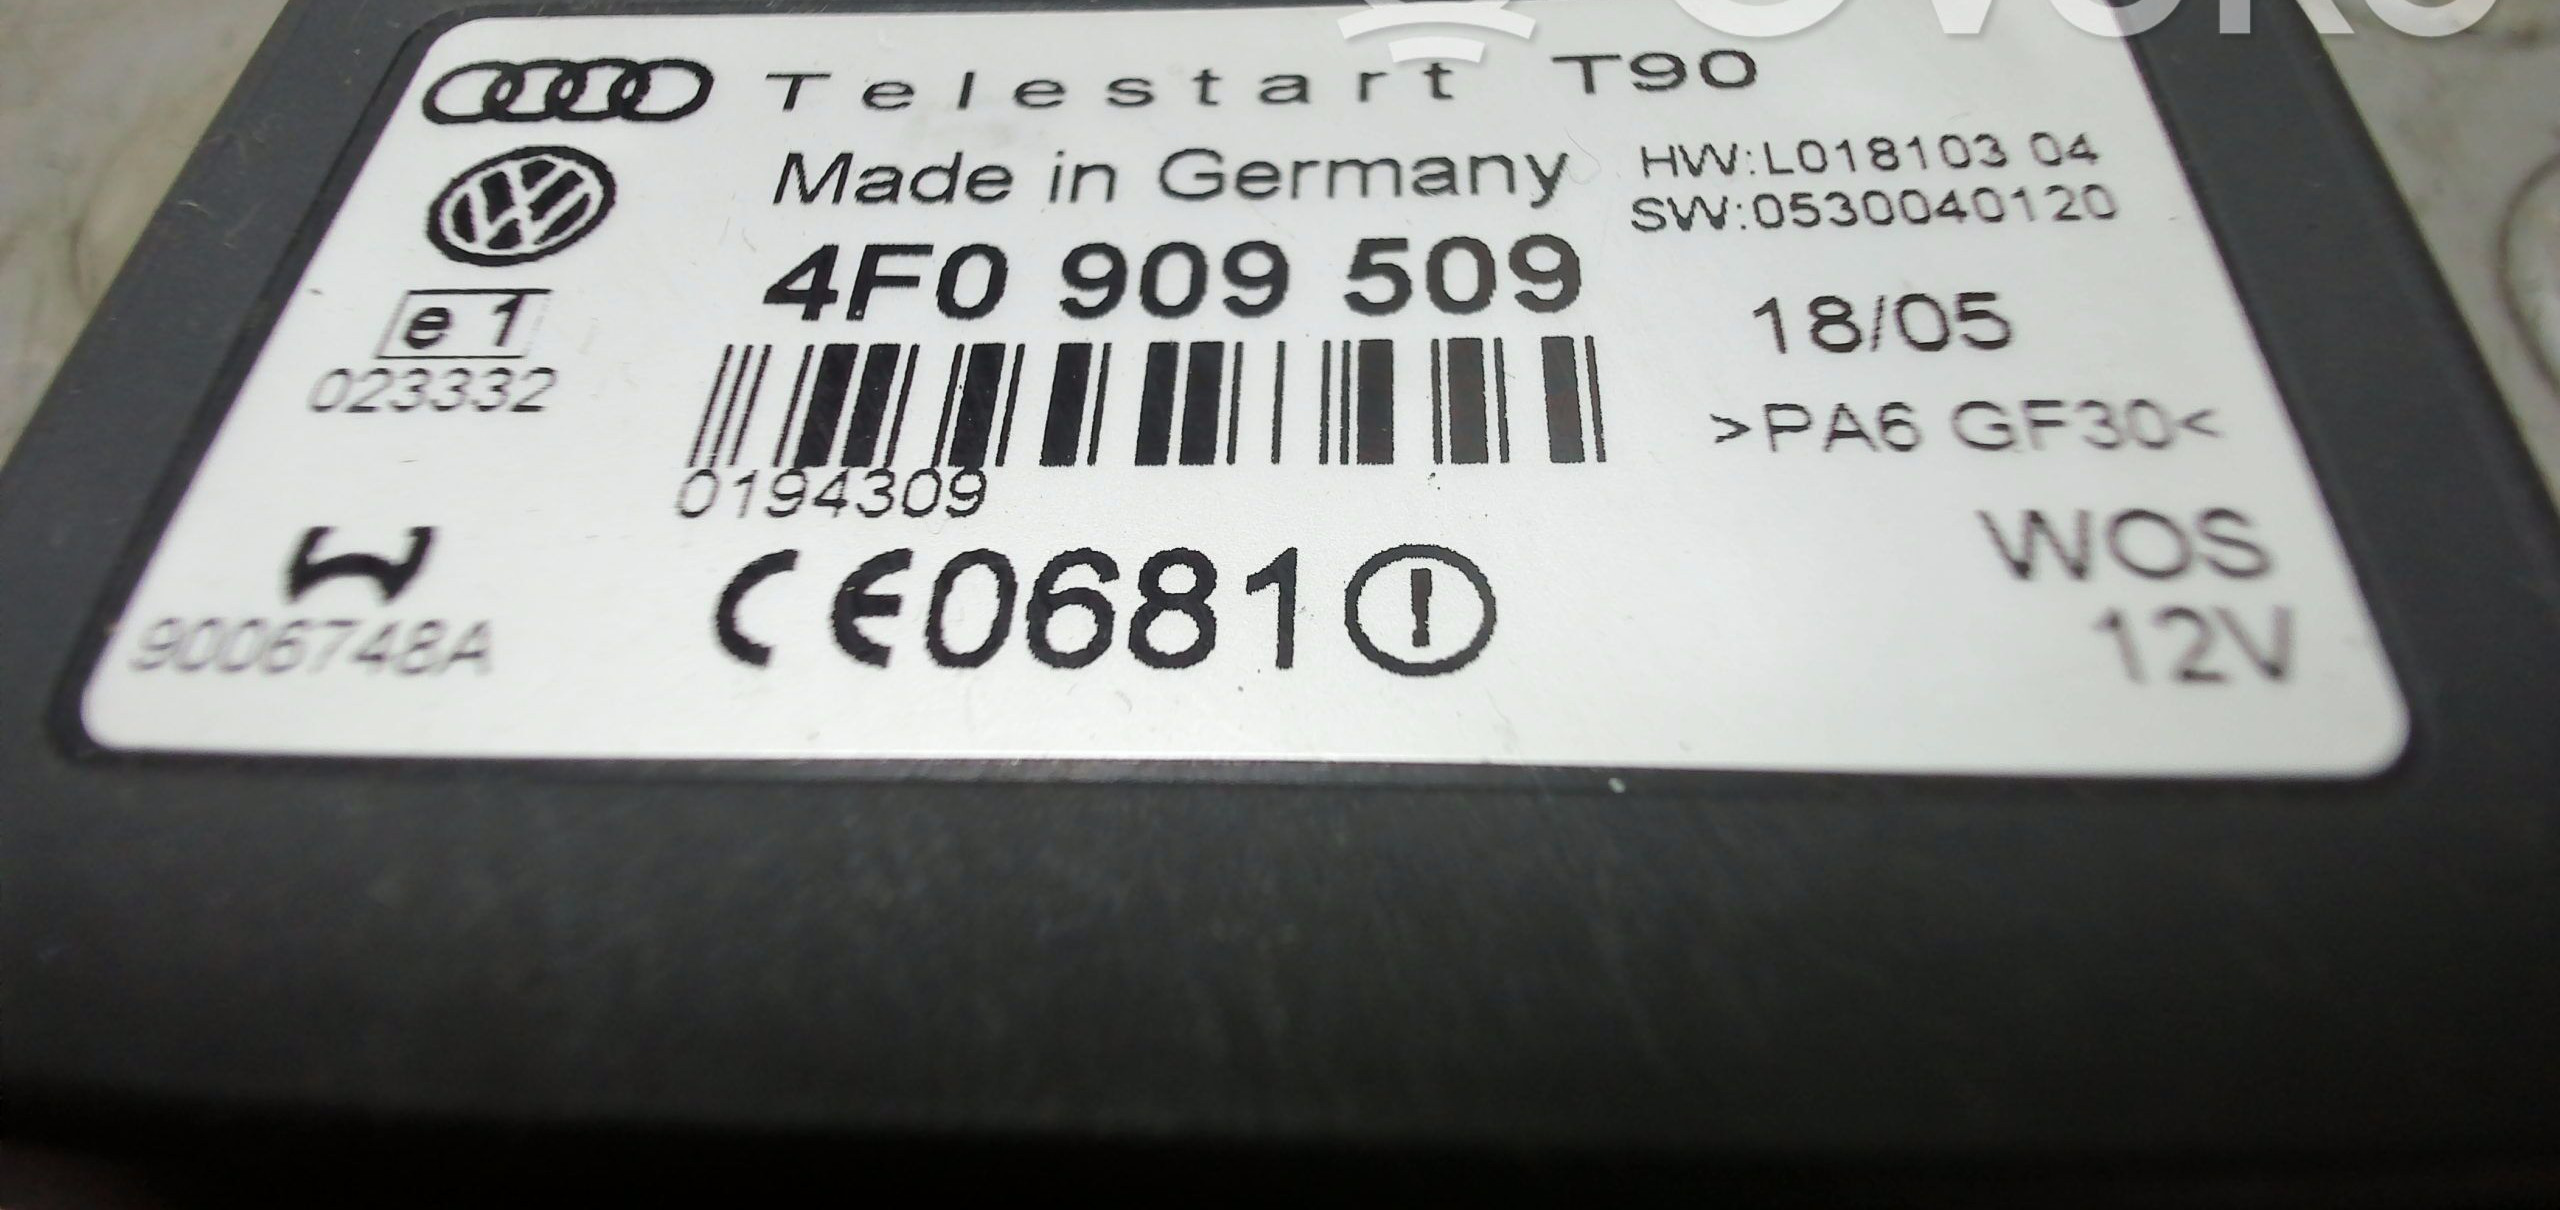 Telestart T90
Made in Germany
HW:L018103 04
SW:0530040120
4F0 909 509
18/05
e 1
023332
>PA6 GF30<
0194309
WOS
12V
9006748A
CE0681